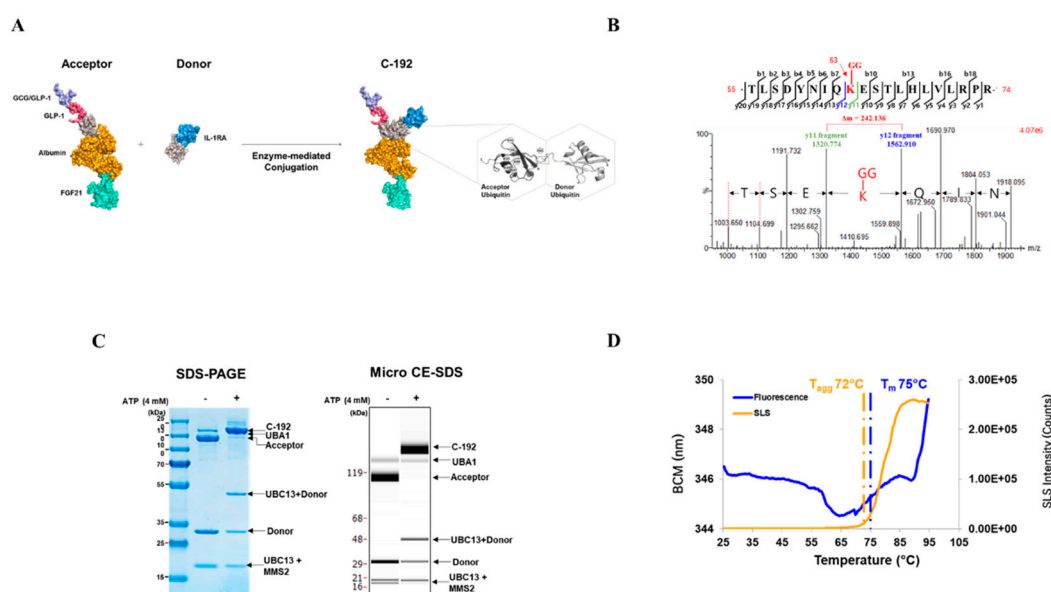 A
Acceptor
Donor
C-192
GCG/GLP-1
GLP-1
Albumin
FGF21
+
IL-1RA
Enzyme-mediated
Conjugation
Acceptor
Ubiquitin
Donor
Ubiquitin
B
63 GG
b1 b2 b3 b4 b5 b6 b7 b10 b13 b16 b18
55 - T L S D Y N I Q K E S T L H L V L R P R - 74
y20 y19 y17 y16 y15 y14 y13 y12 y11 y10 y9 y8 y7 y6 y5 y4 y3 y2 y1
Δm = 242.136
4.07e6
y11 fragment
1320.774
y12 fragment
1562.910
1690.970
1191.732
1804.053
1918.095
GG
T S E K Q I N
1003.650
1104.699
1302.759
1295.662
1410.695
1559.898
1672.950
1789.833
1901.044
%
0
1000 1100 1200 1300 1400 1500 1600 1700 1800 1900
m/z
C
SDS-PAGE
ATP (4 mM) - +
(kDa)
25
0
15
10
0
70
55
35
25
15
C-192
UBA1
Acceptor
UBC13+Donor
Donor
UBC13 +
MMS2
Micro CE-SDS
ATP (4 mM) - +
(kDa)
119
68
48
29
21
16
C-192
UBA1
Acceptor
UBC13+Donor
Donor
UBC13 +
MMS2
D
Tagg 72°C
Tm 75°C
Fluorescence
SLS
BCM (nm)
350
348
346
344
25 35 45 55 65 75 85 95 105
Temperature (°C)
3.00E+05
2.00E+05
1.00E+05
0.00E+00
SLS Intensity (Counts)